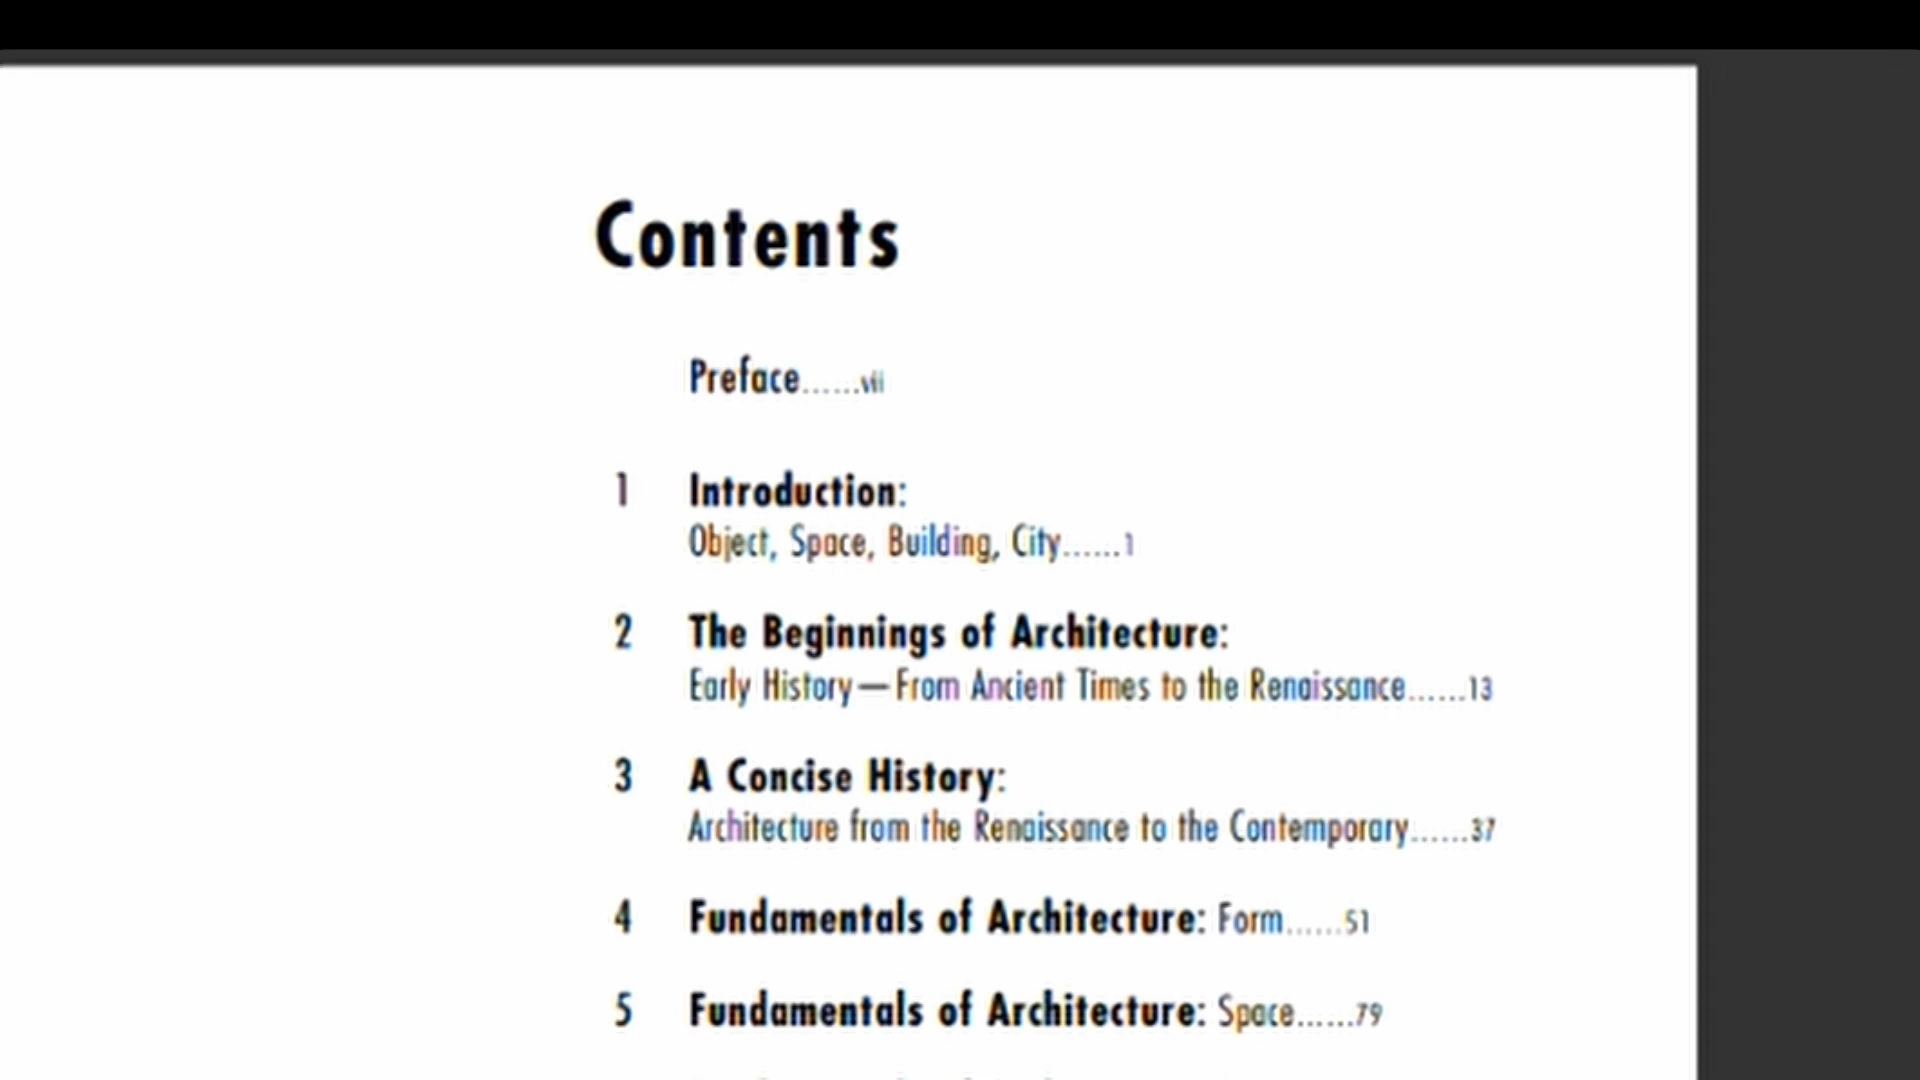 Contents
Preface......vii
1 Introduction:
Object, Space, Building, City......1
2 The Beginnings of Architecture:
Early History—From Ancient Times to the Renaissance......13
3 A Concise History:
Architecture from the Renaissance to the Contemporary......37
4 Fundamentals of Architecture: Form......51
5 Fundamentals of Architecture: Space......79